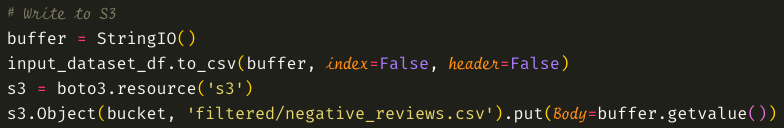 # Write to S3
buffer = StringIO()
input_dataset_df.to_csv(buffer, index=False, header=False)
s3 = boto3.resource('s3')
s3.Object(bucket, 'filtered/negative_reviews.csv').put(Body=buffer.getvalue())